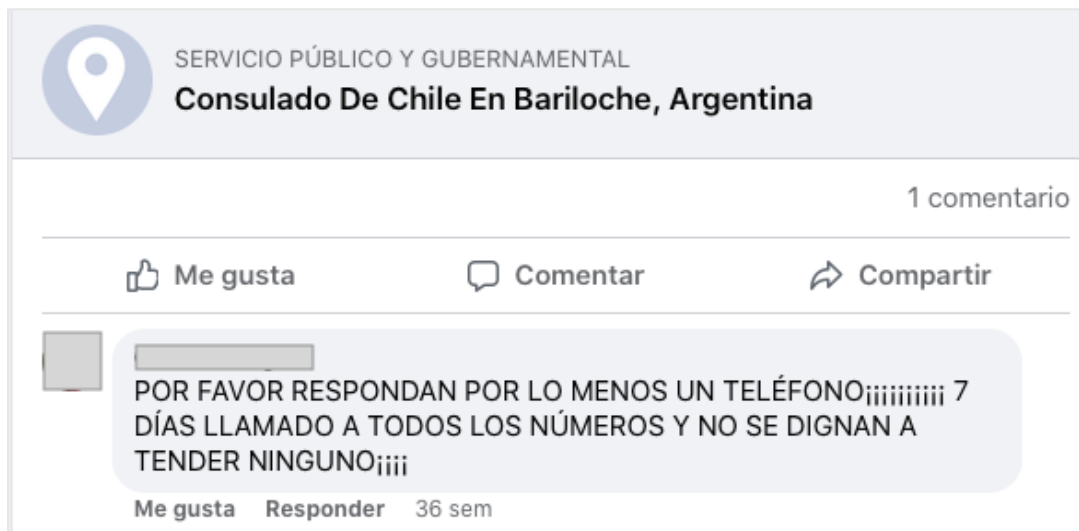 SERVICIO PÚBLICO Y GUBERNAMENTAL
Consulado De Chile En Bariloche, Argentina
1 comentario
Me gusta Comentar Compartir
POR FAVOR RESPONDAN POR LO MENOS UN TELÉFONO¡¡¡¡¡¡¡¡¡¡ 7
DÍAS LLAMADO A TODOS LOS NÚMEROS Y NO SE DIGNAN A
TENDER NINGUNO¡¡¡¡
Me gusta Responder 36 sem